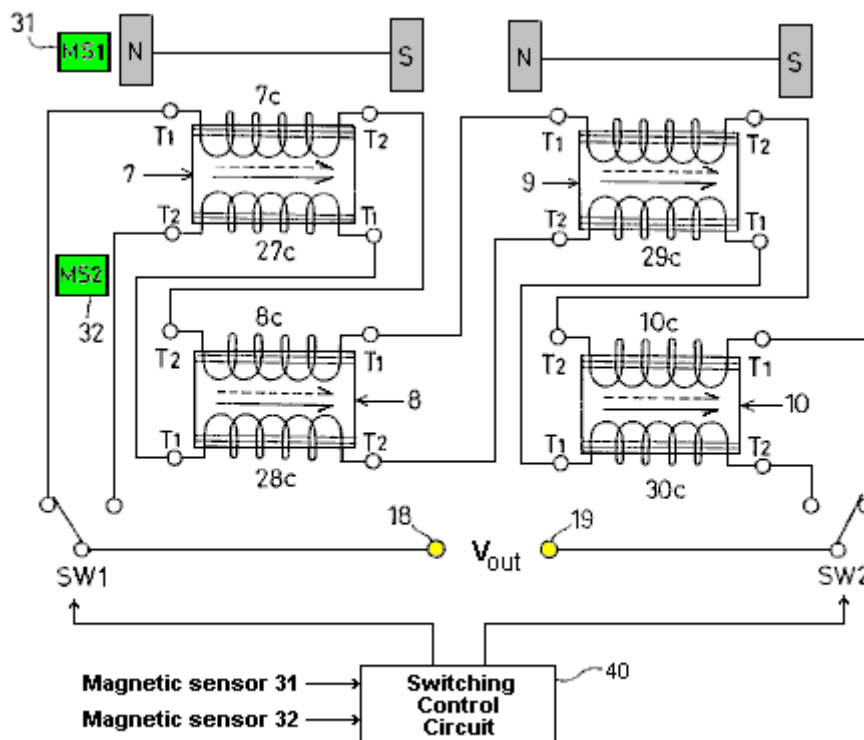 31
MS1
N
S
N
S
7c
T1
T2
T1
T2
7
9
T2
T1
T2
T1
27c
29c
MS2
32
8c
10c
T2
T1
T2
T1
8
10
T1
T2
T1
T2
28c
30c
18
19
Vout
SW1
SW2
40
Magnetic sensor 31
Magnetic sensor 32
Switching
Control
Circuit